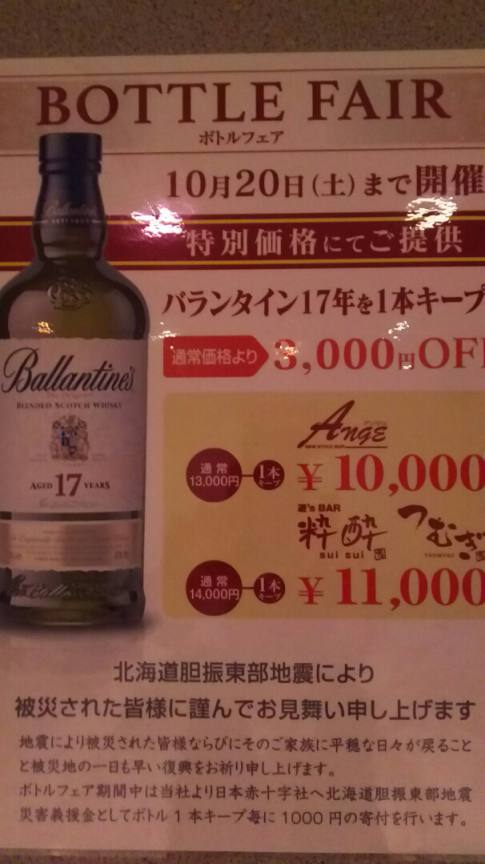 BOTTLE FAIR
ボトルフェア
10月20日(土)まで開催
特別価格にてご提供
バランタイン17年を1本キープ
通常価格より 3,000円OFF
Ballantine's
BLENDED SCOTCH WHISKY
AGED 17 YEARS
ANGE
通常 13,000円 1本キープ ¥10,000
遊's BAR
粋酔 つむぎ
sui sui TSUMUGI
通常 14,000円 1本キープ ¥11,000
北海道胆振東部地震により
被災された皆様に謹んでお見舞い申し上げます
地震により被災された皆様ならびにそのご家族に平穏な日々が戻ること
と被災地の一日も早い復興をお祈り申し上げます。
ボトルフェア期間中は当社より日本赤十字社へ北海道胆振東部地震
災害義援金としてボトル1本キープ毎に1000円の寄付を行います。